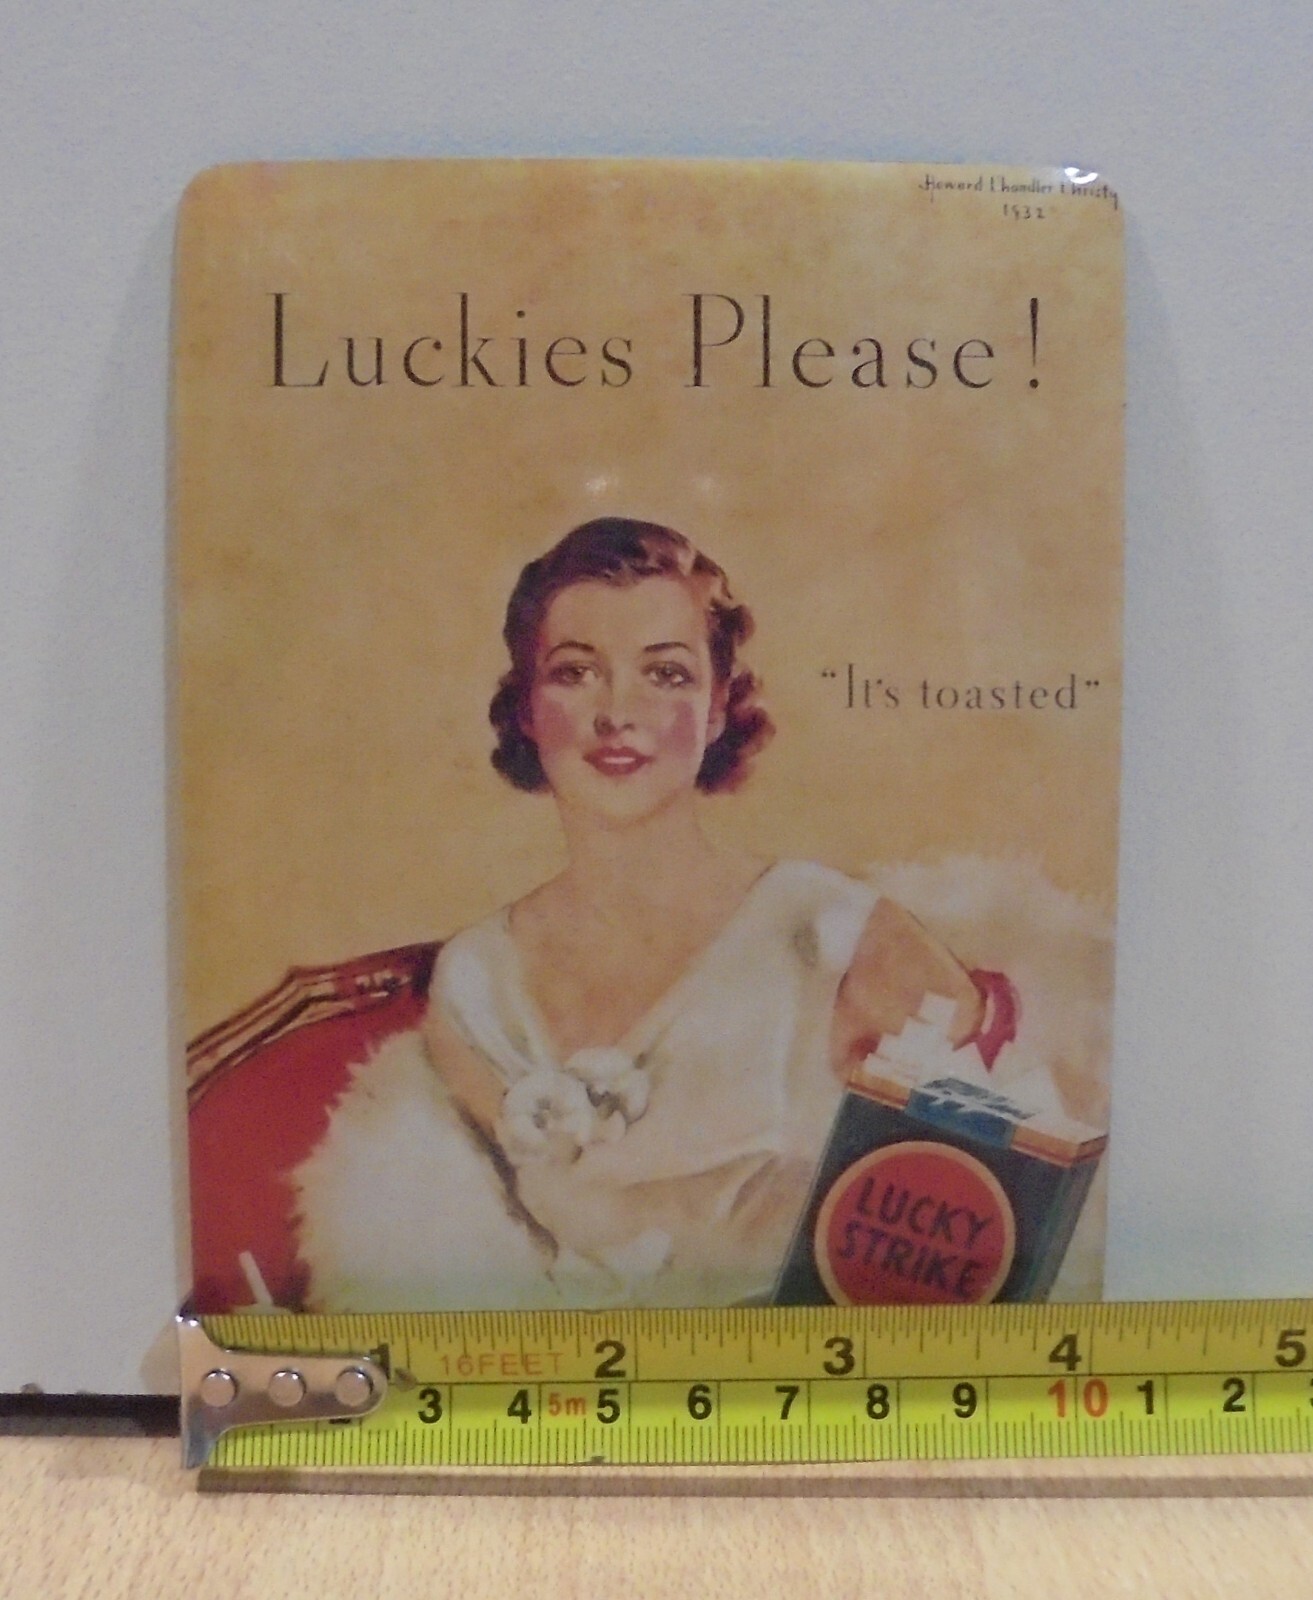 Howard Chandler Christy
1932
Luckies Please!
"It's toasted"
LUCKY
STRIKE
1 16FEET 2 3 4 5
3 4 5m 5 6 7 8 9 10 1 2